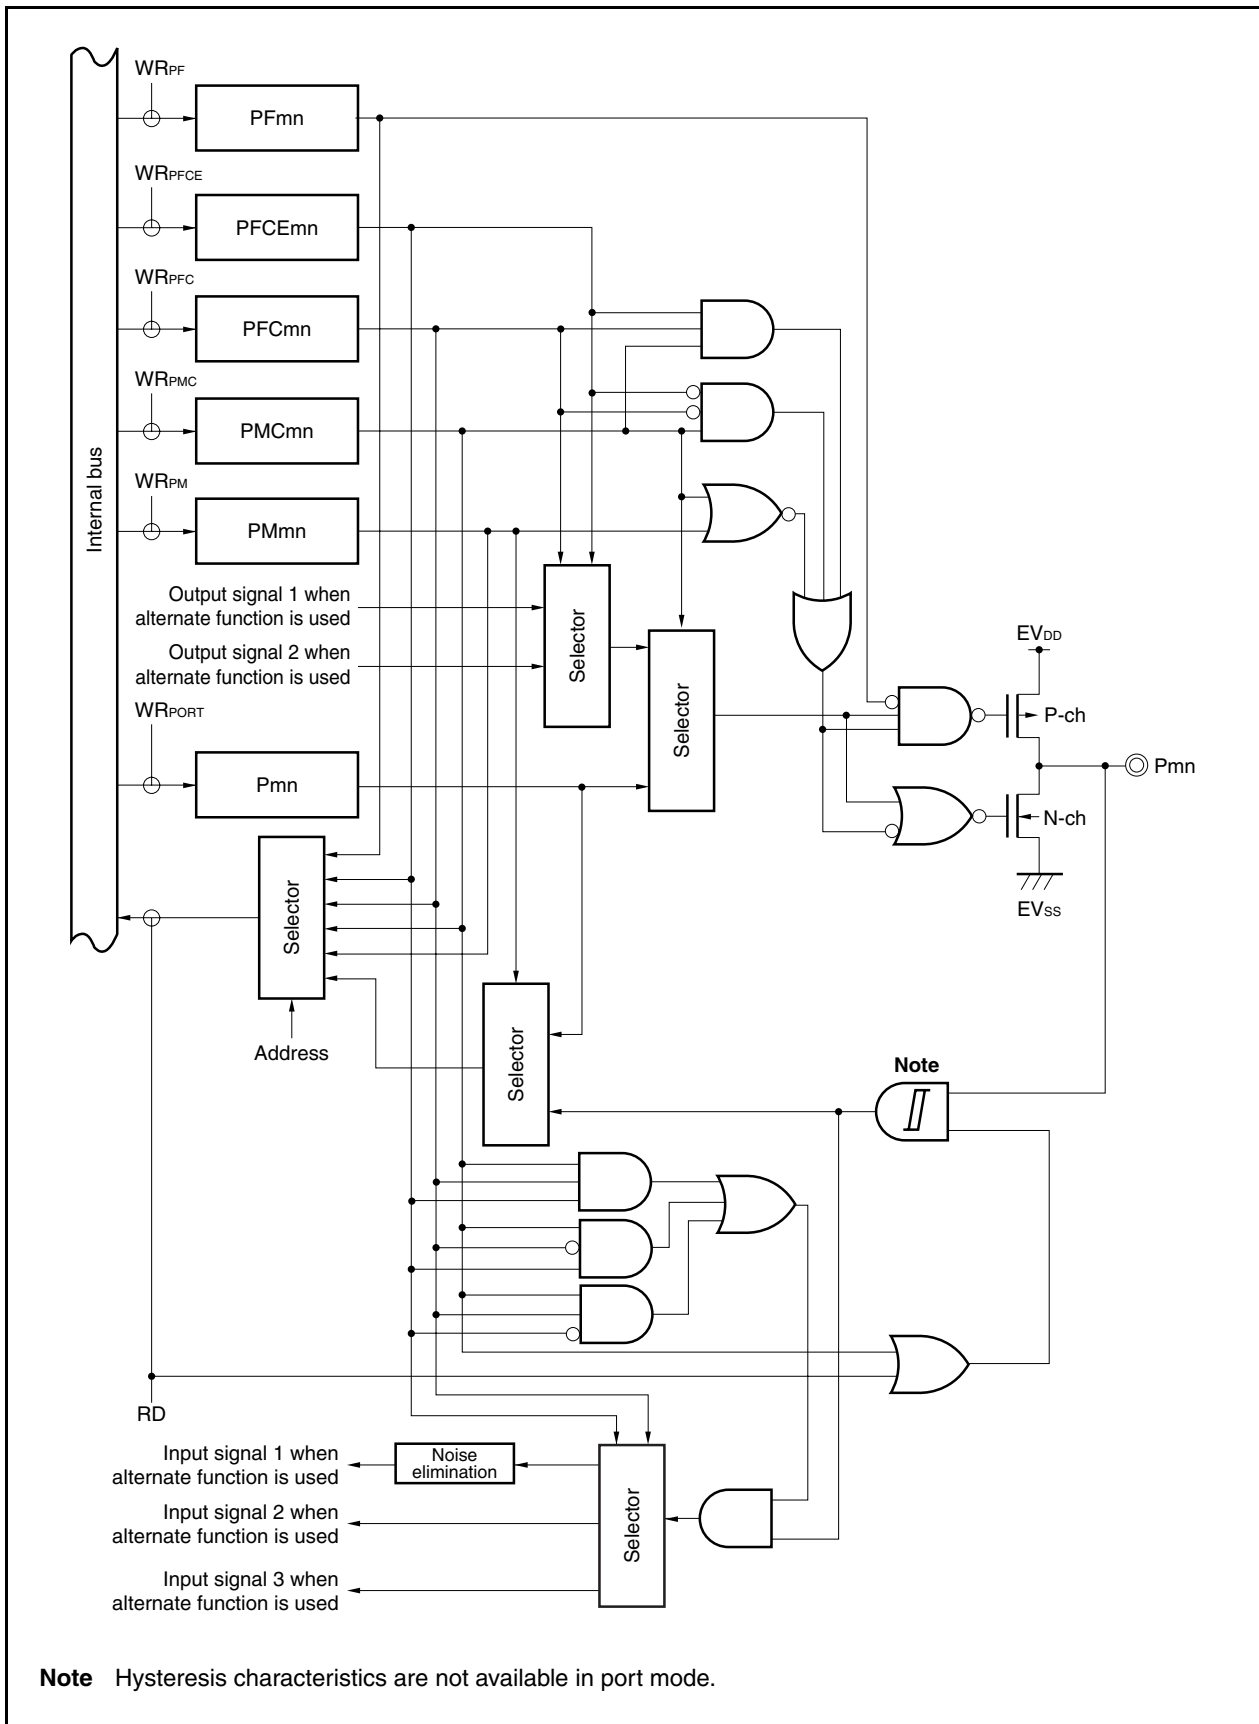 WRPF
PFmn
WRPFCE
PFCEmn
WRPFC
PFCmn
WRPMC
PMCmn
Internal bus
WRPM
PMmn
Output signal 1 when
alternate function is used
Output signal 2 when
alternate function is used
Selector
Selector
EVDD
P-ch
Pmn
N-ch
EVSS
WRPORT
Pmn
Selector
Address
Selector
Note
RD
Input signal 1 when
alternate function is used
Noise
elimination
Input signal 2 when
alternate function is used
Selector
Input signal 3 when
alternate function is used
Note Hysteresis characteristics are not available in port mode.